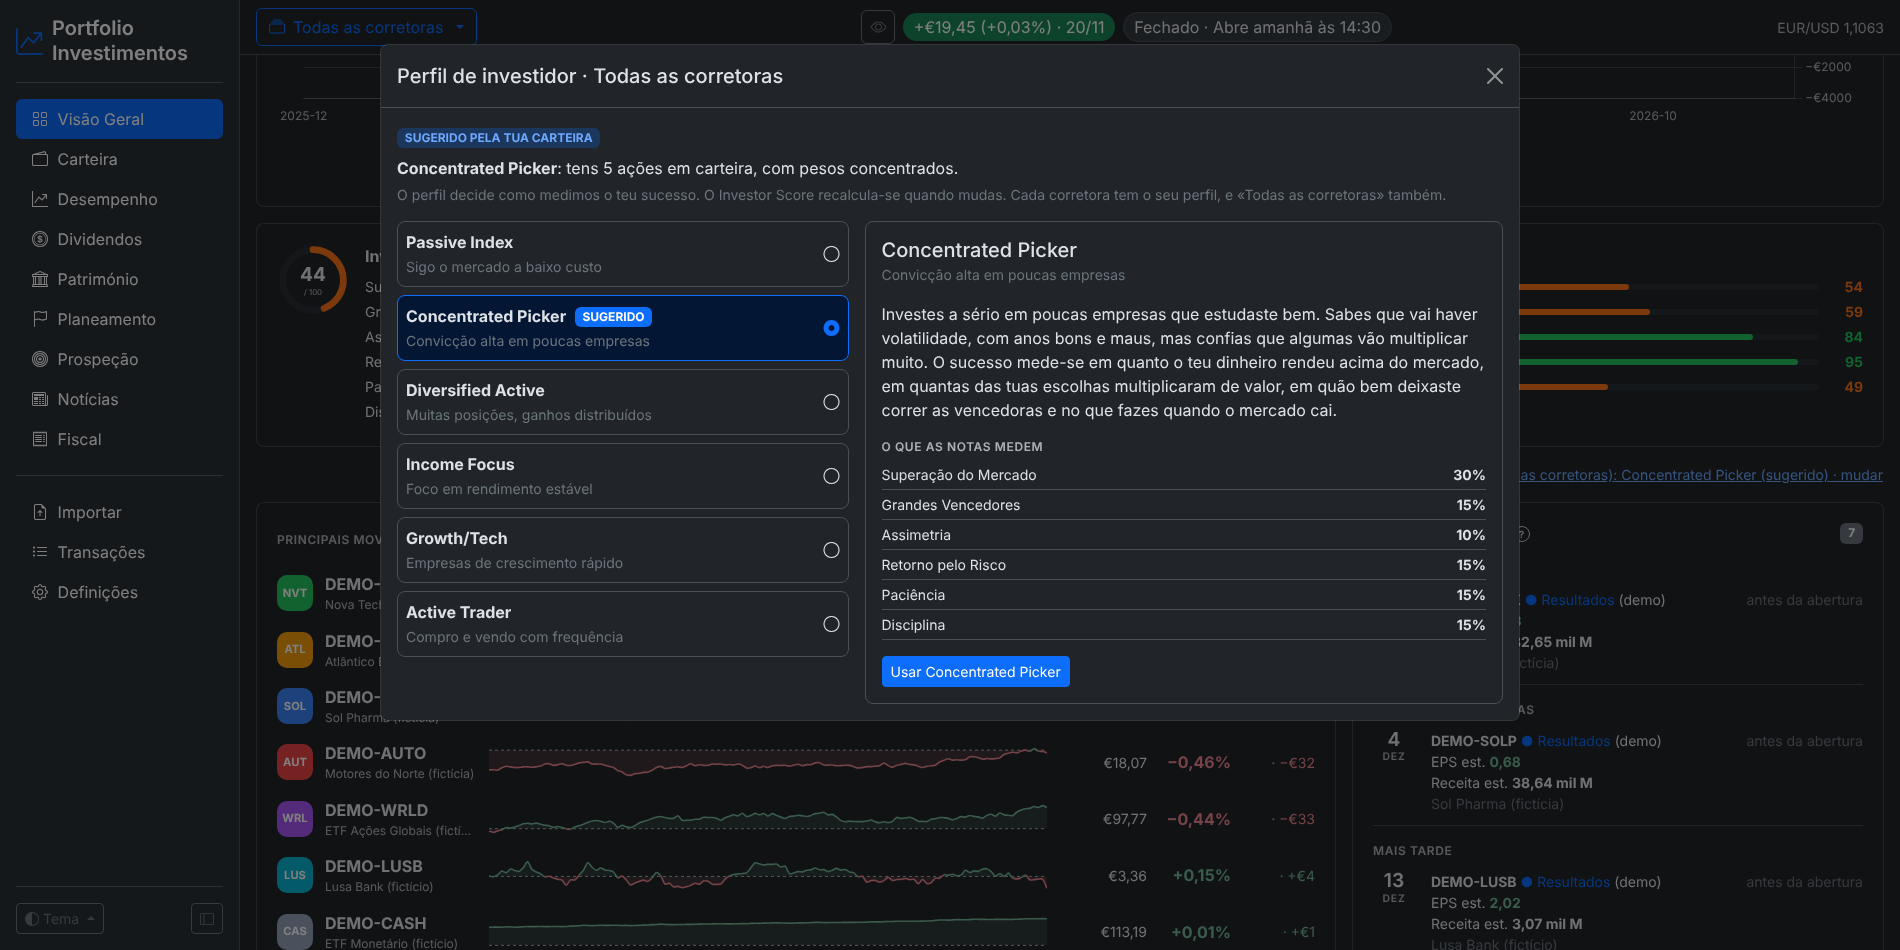 Portfolio
Investimentos
Visão Geral
Carteira
Desempenho
Dividendos
Património
Planeamento
Prospeção
Notícias
Fiscal
Importar
Transações
Definições
Tema
Todas as corretoras
+€19,45 (+0,03%) · 20/11
Fechado · Abre amanhã às 14:30
EUR/USD 1,1063
−€2000
−€4000
2025-12
2026-10
44
/ 100
54
59
84
95
49
Perfil de investidor · Todas as corretoras
SUGERIDO PELA TUA CARTEIRA
Concentrated Picker: tens 5 ações em carteira, com pesos concentrados.
O perfil decide como medimos o teu sucesso. O Investor Score recalcula-se quando mudas. Cada corretora tem o seu perfil, e «Todas as corretoras» também.
Passive Index
Sigo o mercado a baixo custo
Concentrated Picker SUGERIDO
Convicção alta em poucas empresas
Diversified Active
Muitas posições, ganhos distribuídos
Income Focus
Foco em rendimento estável
Growth/Tech
Empresas de crescimento rápido
Active Trader
Compro e vendo com frequência
Concentrated Picker
Convicção alta em poucas empresas
Investes a sério em poucas empresas que estudaste bem. Sabes que vai haver
volatilidade, com anos bons e maus, mas confias que algumas vão multiplicar
muito. O sucesso mede-se em quanto o teu dinheiro rendeu acima do mercado,
em quantas das tuas escolhas multiplicaram de valor, em quão bem deixaste
correr as vencedoras e no que fazes quando o mercado cai.
O QUE AS NOTAS MEDEM
Superação do Mercado 30%
Grandes Vencedores 15%
Assimetria 10%
Retorno pelo Risco 15%
Paciência 15%
Disciplina 15%
Usar Concentrated Picker
as corretoras): Concentrated Picker (sugerido) · mudar
PRINCIPAIS MOV
NVT DEMO-
Nova Tech
ATL DEMO-
Atlântico
SOL DEMO-
Sol Pharma (fictícia)
AUT DEMO-AUTO
Motores do Norte (fictícia)
€18,07 −0,46% · −€32
WRL DEMO-WRLD
ETF Ações Globais (fictí...
€97,77 −0,44% · −€33
LUS DEMO-LUSB
Lusa Bank (fictício)
€3,36 +0,15% · +€4
CAS DEMO-CASH
ETF Monetário (fictício)
€113,19 +0,01% · +€1
7
Resultados (demo) antes da abertura
32,65 mil M
AS
4
DEZ
DEMO-SOLP Resultados (demo) antes da abertura
EPS est. 0,68
Receita est. 38,64 mil M
Sol Pharma (fictícia)
MAIS TARDE
13
DEZ
DEMO-LUSB Resultados (demo) antes da abertura
EPS est. 2,02
Receita est. 3,07 mil M
Lusa Bank (fictício)